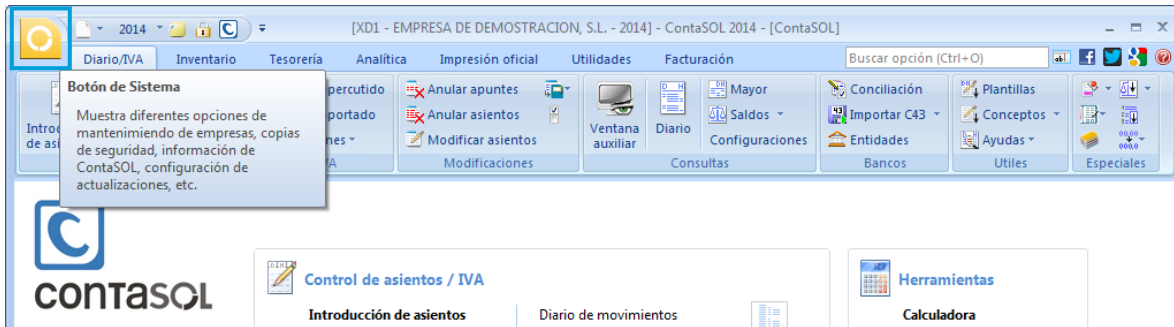 2014
[XD1 - EMPRESA DE DEMOSTRACION, S.L. - 2014] - ContaSOL 2014 - [ContaSOL]
Diario/IVA Inventario Tesorería Analítica Impresión oficial Utilidades Facturación Buscar opción (Ctrl+O)
Botón de Sistema
Muestra diferentes opciones de
mantenimiendo de empresas, copias
de seguridad, información de
ContaSOL, configuración de
actualizaciones, etc.
Anular apuntes
Anular asientos
Modificar asientos
Modificaciones
Ventana
auxiliar
Diario
Mayor
Saldos
Configuraciones
Consultas
Conciliación
Importar C43
Entidades
Bancos
Plantillas
Conceptos
Ayudas
Utiles
Especiales
CONTASOL
Control de asientos / IVA
Introducción de asientos
Diario de movimientos
Herramientas
Calculadora